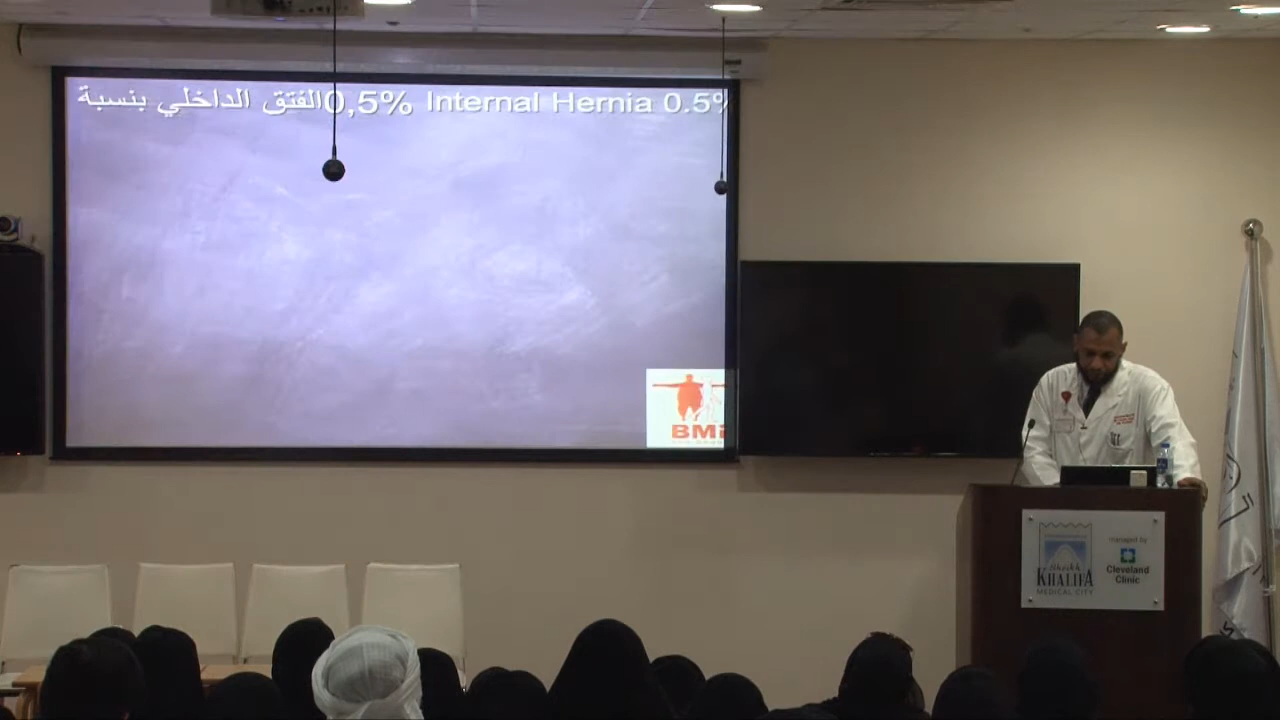 الفتق الداخلي بنسبة 0,5% Internal Hernia 0.5%
BMi
Sheikh
KHALIFA
MEDICAL CITY
managed by
Cleveland
Clinic